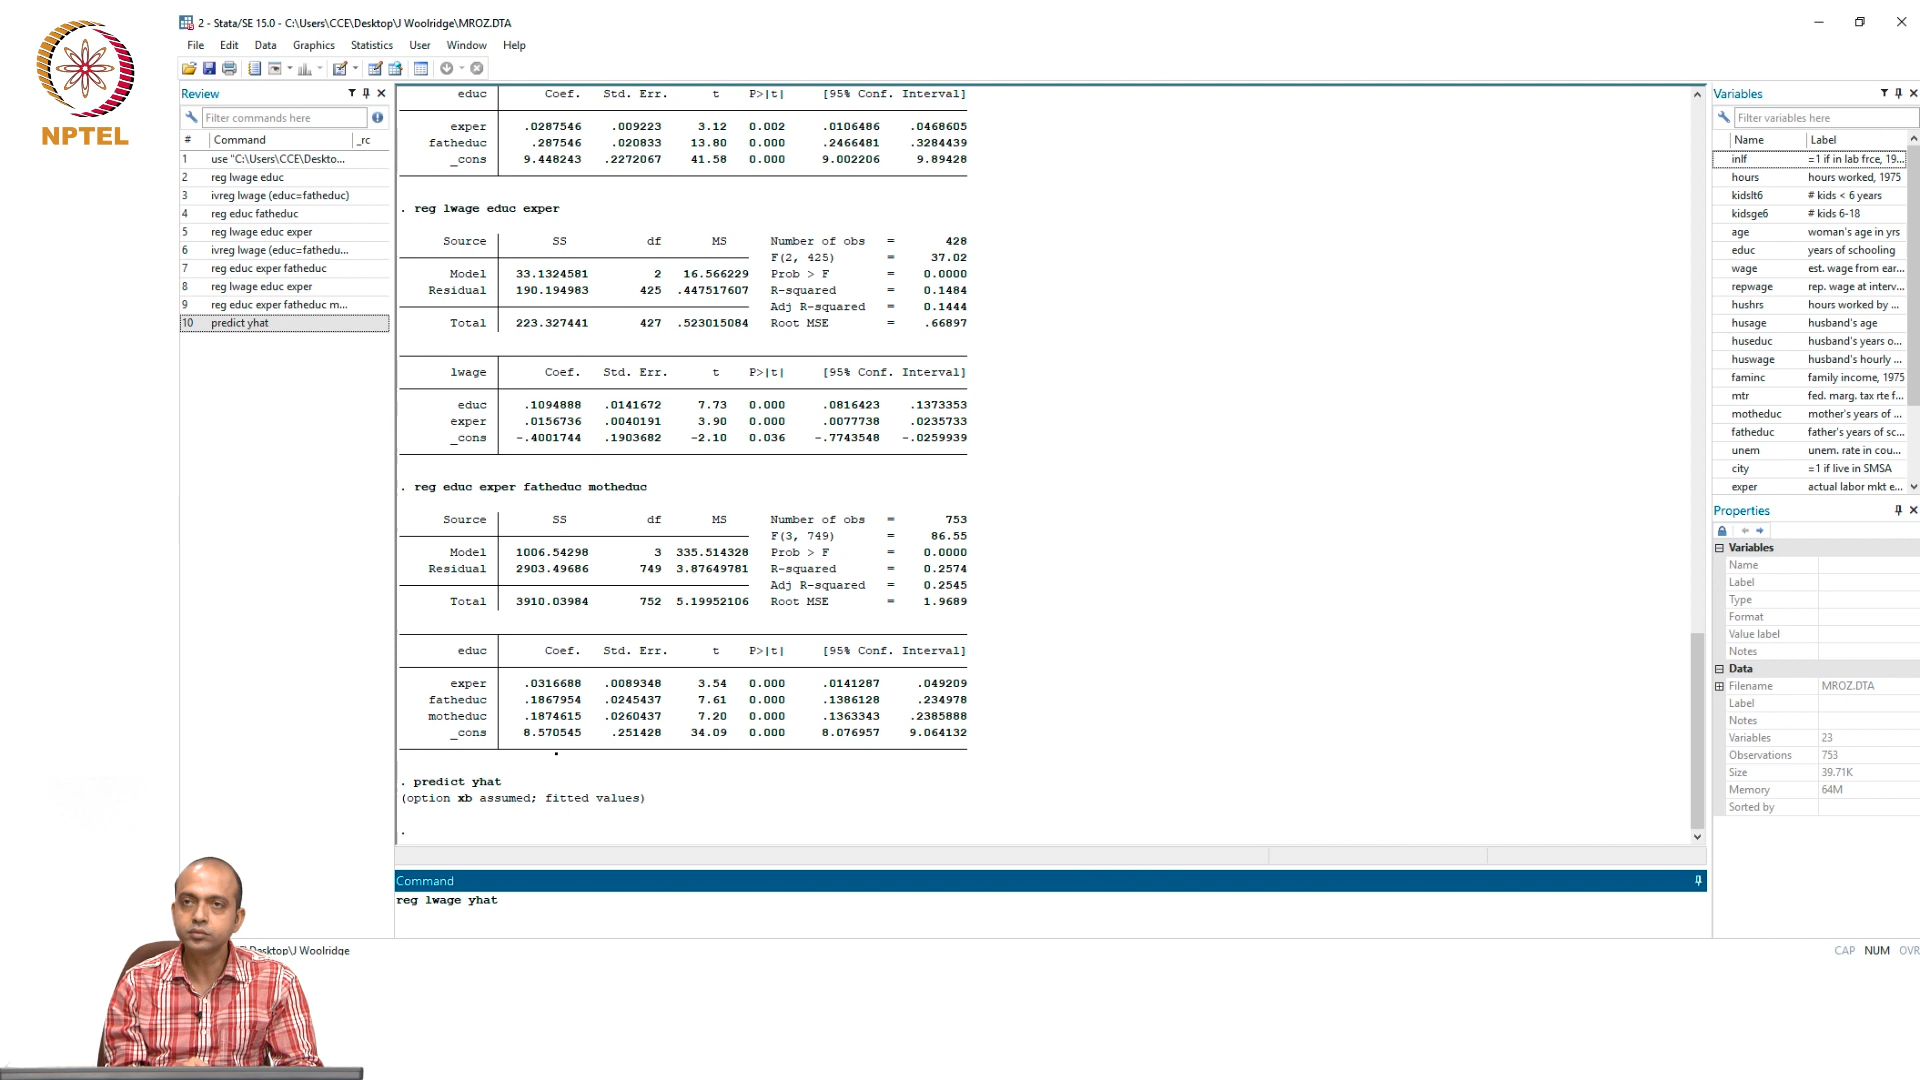 NPTEL
2 - Stata/SE 15.0 - C:\Users\CCE\Desktop\J Woolridge\MROZ.DTA
File Edit Data Graphics Statistics User Window Help
Review
Filter commands here
# Command _rc
1 use "C:\Users\CCE\Deskto...
2 reg lwage educ
3 ivreg lwage (educ=fatheduc)
4 reg educ fatheduc
5 reg lwage educ exper
6 ivreg lwage (educ=fathedu...
7 reg educ exper fatheduc
8 reg lwage educ exper
9 reg educ exper fatheduc m...
10 predict yhat
educ Coef. Std. Err. t P>|t| [95% Conf. Interval]
exper .0287546 .009223 3.12 0.002 .0106486 .0468605
fatheduc .287546 .020833 13.80 0.000 .2466481 .3284439
_cons 9.448243 .2272067 41.58 0.000 9.002206 9.89428
. reg lwage educ exper
Source SS df MS Number of obs = 428
F(2, 425) = 37.02
Model 33.1324581 2 16.566229 Prob > F = 0.0000
Residual 190.194983 425 .447517607 R-squared = 0.1484
Adj R-squared = 0.1444
Total 223.327441 427 .523015084 Root MSE = .66897
lwage Coef. Std. Err. t P>|t| [95% Conf. Interval]
educ .1094888 .0141672 7.73 0.000 .0816423 .1373353
exper .0156736 .0040191 3.90 0.000 .0077738 .0235733
_cons -.4001744 .1903682 -2.10 0.036 -.7743548 -.0259939
. reg educ exper fatheduc motheduc
Source SS df MS Number of obs = 753
F(3, 749) = 86.55
Model 1006.54298 3 335.514328 Prob > F = 0.0000
Residual 2903.49686 749 3.87649781 R-squared = 0.2574
Adj R-squared = 0.2545
Total 3910.03984 752 5.19952106 Root MSE = 1.9689
educ Coef. Std. Err. t P>|t| [95% Conf. Interval]
exper .0316688 .0089348 3.54 0.000 .0141287 .049209
fatheduc .1867954 .0245437 7.61 0.000 .1386128 .234978
motheduc .1874615 .0260437 7.20 0.000 .1363343 .2385888
_cons 8.570545 .251428 34.09 0.000 8.076957 9.064132
. predict yhat
(option xb assumed; fitted values)
.
Command
reg lwage yhat
Desktop\J Woolridge
Variables
Filter variables here
Name Label
inlf =1 if in lab frce, 19...
hours hours worked, 1975
kidslt6 # kids < 6 years
kidsge6 # kids 6-18
age woman's age in yrs
educ years of schooling
wage est. wage from ear...
repwage rep. wage at interv...
hushrs hours worked by ...
husage husband's age
huseduc husband's years o...
huswage husband's hourly ...
faminc family income, 1975
mtr fed. marg. tax rte f...
motheduc mother's years of ...
fatheduc father's years of sc...
unem unem. rate in cou...
city =1 if live in SMSA
exper actual labor mkt e...
Properties
Variables
Name
Label
Type
Format
Value label
Notes
Data
Filename MROZ.DTA
Label
Notes
Variables 23
Observations 753
Size 39.71K
Memory 64M
Sorted by
CAP NUM OVR